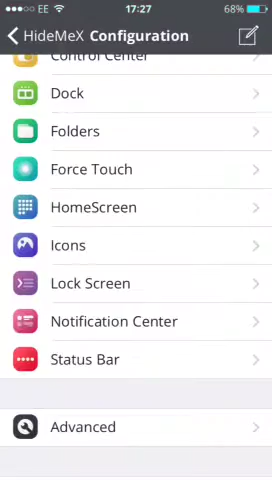 EE 17:27 68%
HideMeX Configuration
Control Center
Dock
Folders
Force Touch
HomeScreen
Icons
Lock Screen
Notification Center
Status Bar
Advanced